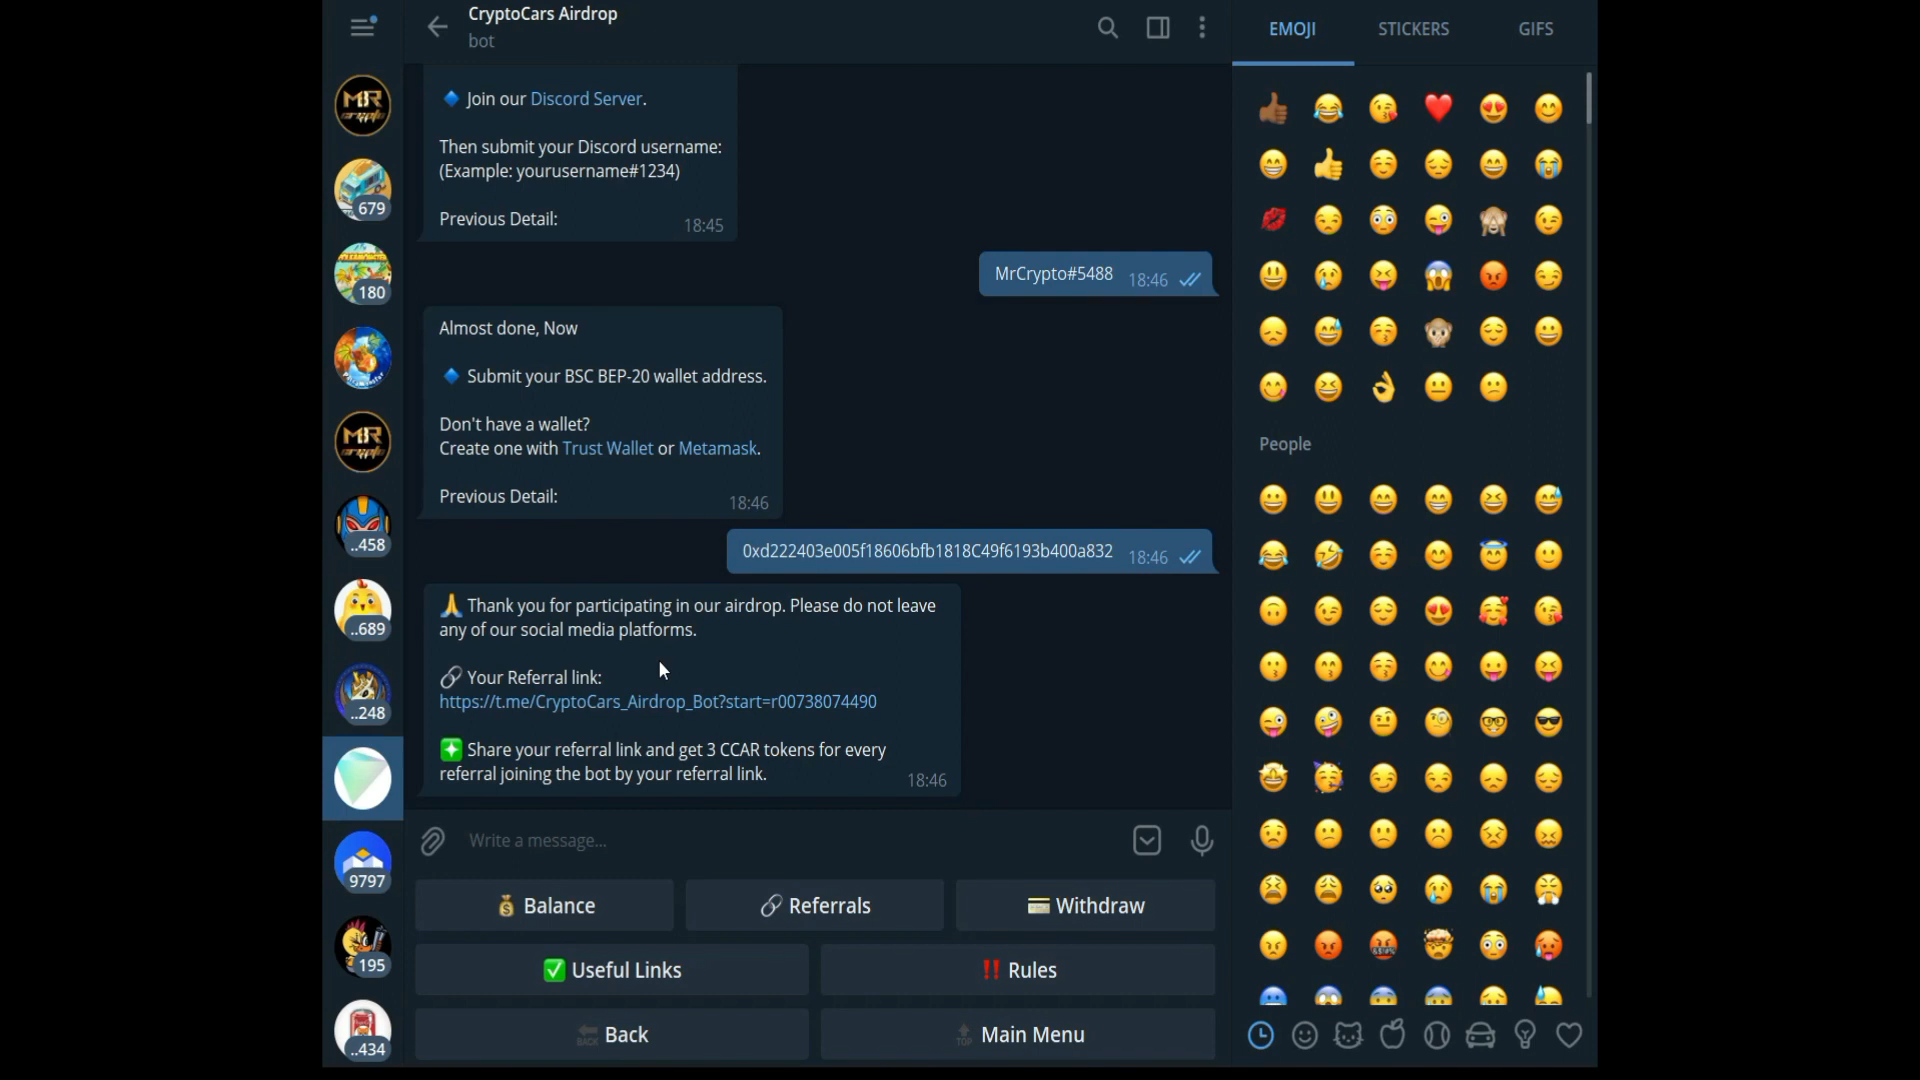 CryptoCars Airdrop
bot
EMOJI
STICKERS
GIFS
Join our Discord Server.
Then submit your Discord username:
(Example: yourusername#1234)
Previous Detail:
18:45
MrCrypto#5488
18:46
Almost done, Now
Submit your BSC BEP-20 wallet address.
Don't have a wallet?
Create one with Trust Wallet or Metamask.
Previous Detail:
18:46
0xd222403e005f18606bfb1818C49f6193b400a832
18:46
Thank you for participating in our airdrop. Please do not leave
any of our social media platforms.
Your Referral link:
https://t.me/CryptoCars_Airdrop_Bot?start=r00738074490
Share your referral link and get 3 CCAR tokens for every
referral joining the bot by your referral link.
18:46
Write a message...
Balance
Referrals
Withdraw
Useful Links
Rules
BACK
Back
TOP
Main Menu
People
MR
crypto
679
180
MR
crypto
..458
..689
..248
9797
195
..434